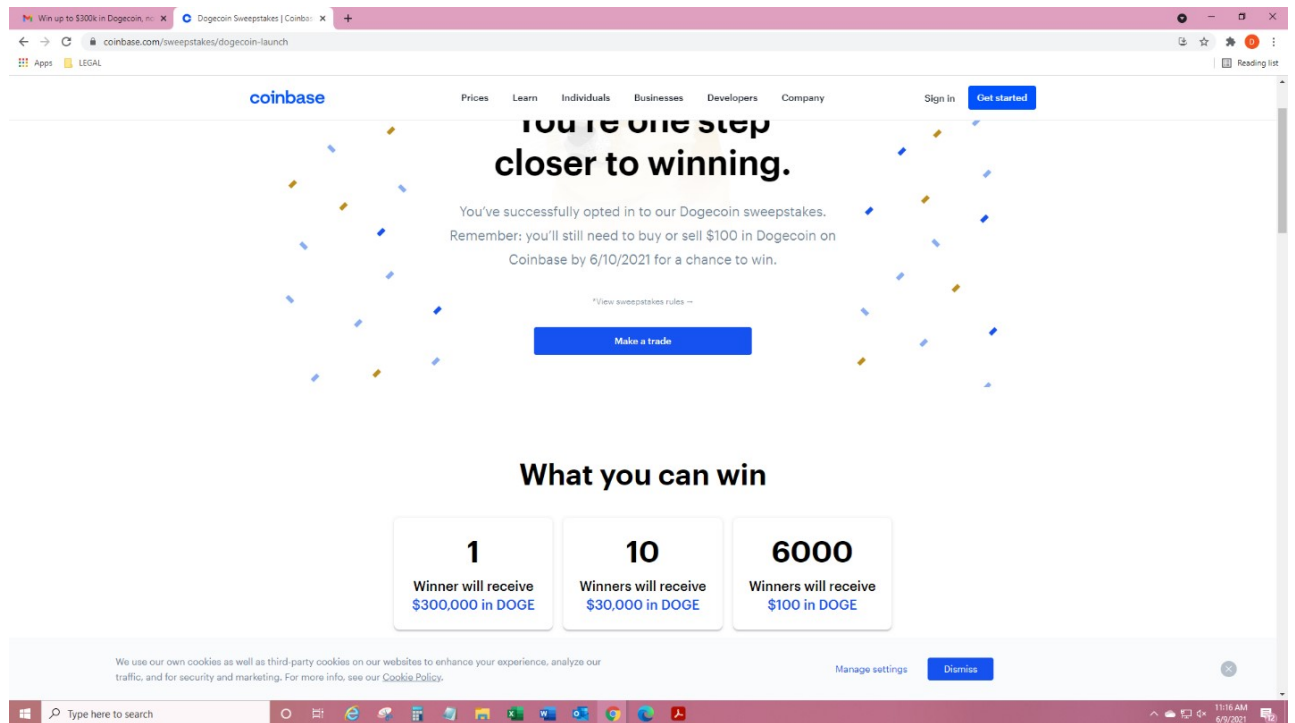 Win up to $300k in Dogecoin, no
Dogecoin Sweepstakes | Coinbas
coinbase.com/sweepstakes/dogecoin-launch
D
Apps LEGAL Reading list
coinbase Prices Learn Individuals Businesses Developers Company Sign in Get started
You're one step
closer to winning.
You've successfully opted in to our Dogecoin sweepstakes.
Remember: you'll still need to buy or sell $100 in Dogecoin on
Coinbase by 6/10/2021 for a chance to win.
*View sweepstakes rules →
Make a trade
What you can win
1
Winner will receive
$300,000 in DOGE
10
Winners will receive
$30,000 in DOGE
6000
Winners will receive
$100 in DOGE
We use our own cookies as well as third-party cookies on our websites to enhance your experience, analyze our
traffic, and for security and marketing. For more info, see our Cookie Policy.
Manage settings Dismiss
Type here to search
11:16 AM
6/9/2021